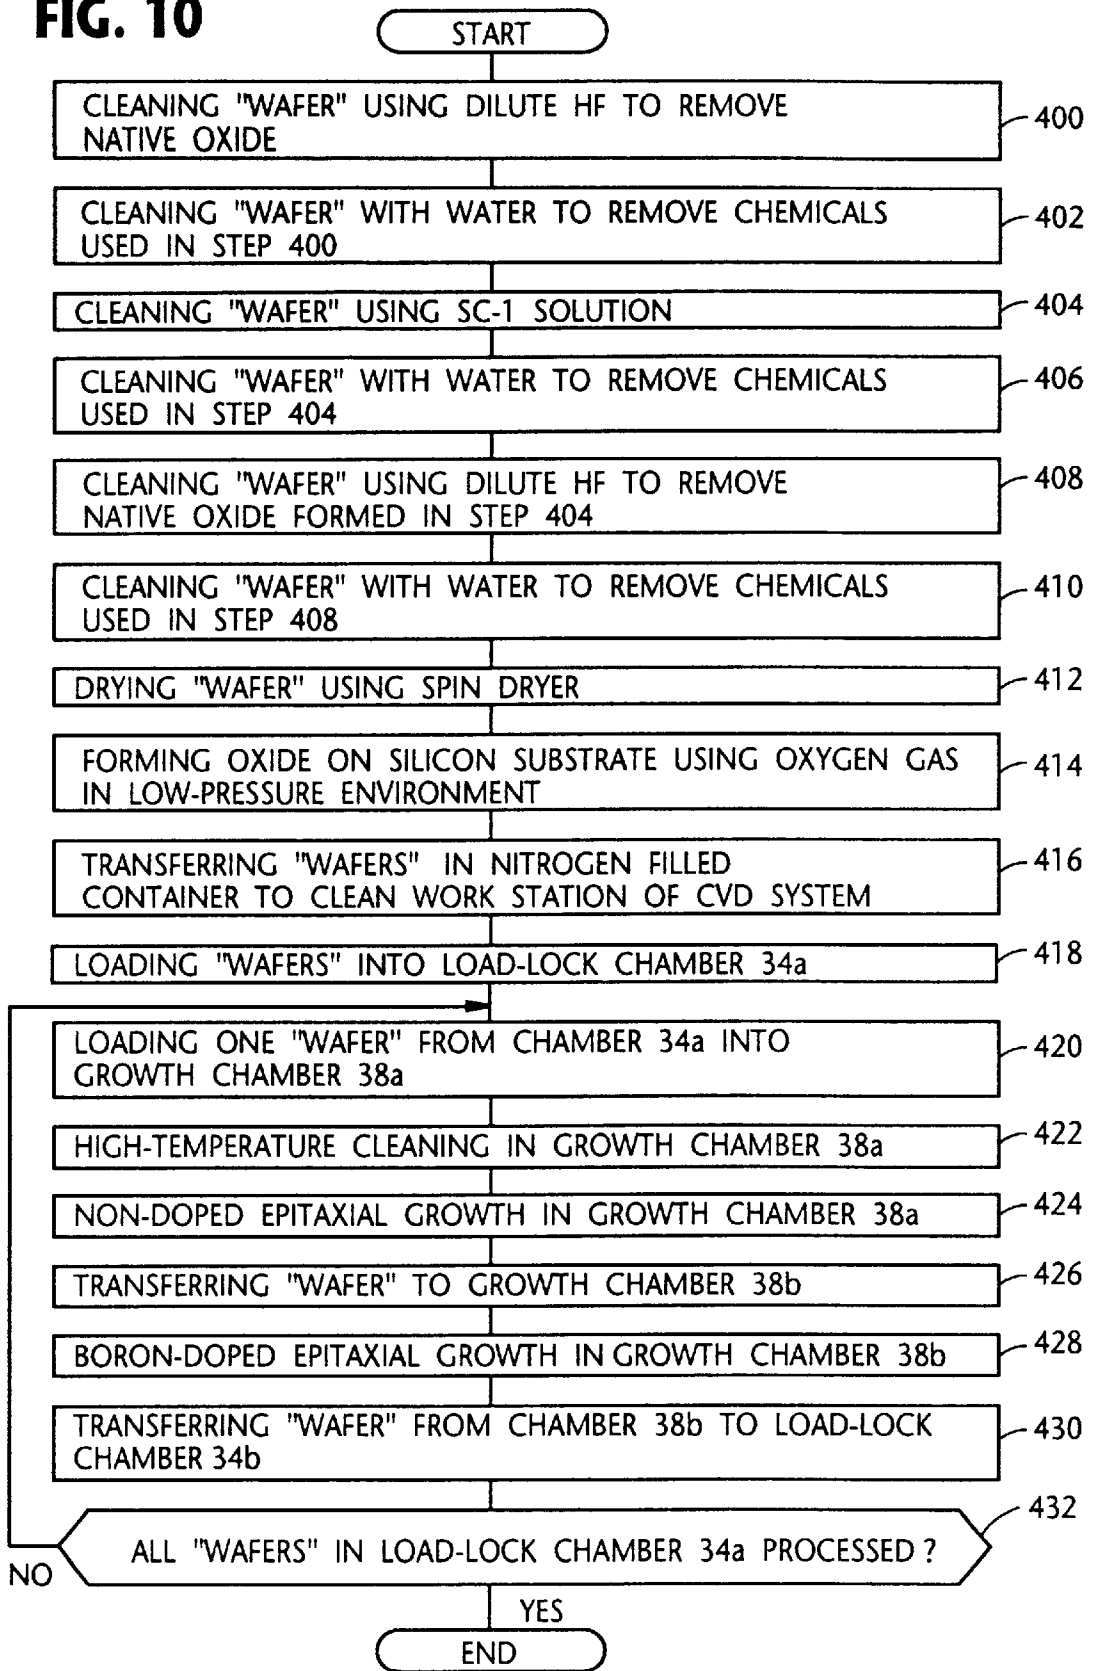 FIG. 10
START
CLEANING "WAFER" USING DILUTE HF TO REMOVE
NATIVE OXIDE
400
CLEANING "WAFER" WITH WATER TO REMOVE CHEMICALS
USED IN STEP 400
402
CLEANING "WAFER" USING SC-1 SOLUTION
404
CLEANING "WAFER" WITH WATER TO REMOVE CHEMICALS
USED IN STEP 404
406
CLEANING "WAFER" USING DILUTE HF TO REMOVE
NATIVE OXIDE FORMED IN STEP 404
408
CLEANING "WAFER" WITH WATER TO REMOVE CHEMICALS
USED IN STEP 408
410
DRYING "WAFER" USING SPIN DRYER
412
FORMING OXIDE ON SILICON SUBSTRATE USING OXYGEN GAS
IN LOW-PRESSURE ENVIRONMENT
414
TRANSFERRING "WAFERS" IN NITROGEN FILLED
CONTAINER TO CLEAN WORK STATION OF CVD SYSTEM
416
LOADING "WAFERS" INTO LOAD-LOCK CHAMBER 34a
418
LOADING ONE "WAFER" FROM CHAMBER 34a INTO
GROWTH CHAMBER 38a
420
HIGH-TEMPERATURE CLEANING IN GROWTH CHAMBER 38a
422
NON-DOPED EPITAXIAL GROWTH IN GROWTH CHAMBER 38a
424
TRANSFERRING "WAFER" TO GROWTH CHAMBER 38b
426
BORON-DOPED EPITAXIAL GROWTH IN GROWTH CHAMBER 38b
428
TRANSFERRING "WAFER" FROM CHAMBER 38b TO LOAD-LOCK
CHAMBER 34b
430
ALL "WAFERS" IN LOAD-LOCK CHAMBER 34a PROCESSED ?
432
NO
YES
END